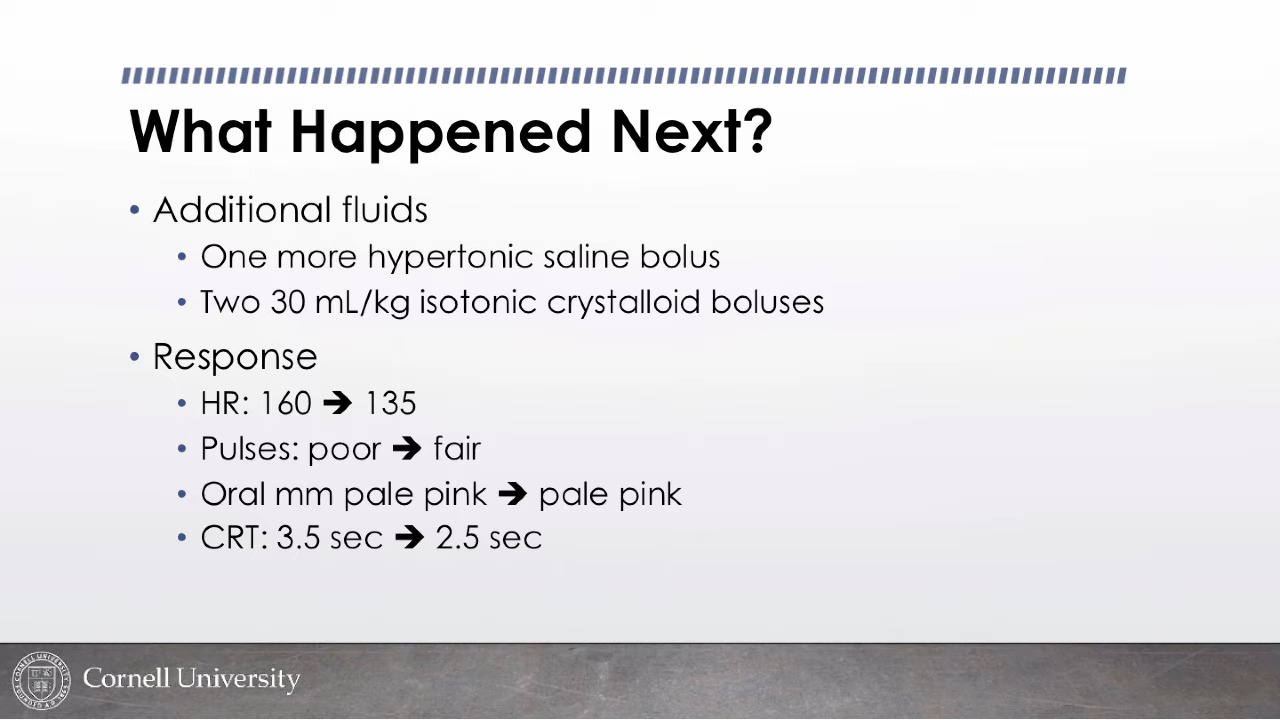 What Happened Next?
• Additional fluids
• One more hypertonic saline bolus
• Two 30 mL/kg isotonic crystalloid boluses
• Response
• HR: 160 ➔ 135
• Pulses: poor ➔ fair
• Oral mm pale pink ➔ pale pink
• CRT: 3.5 sec ➔ 2.5 sec
Cornell University